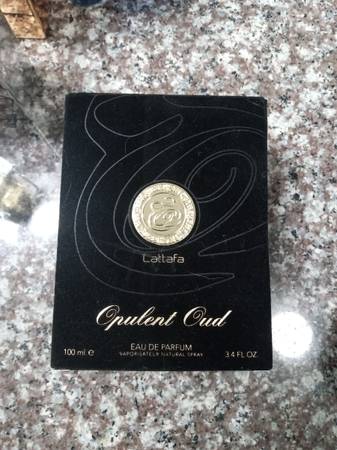 Lattafa
Opulent Oud
EAU DE PARFUM
100 ml e VAPORISATEUR NATURAL SPRAY 3.4 FL OZ